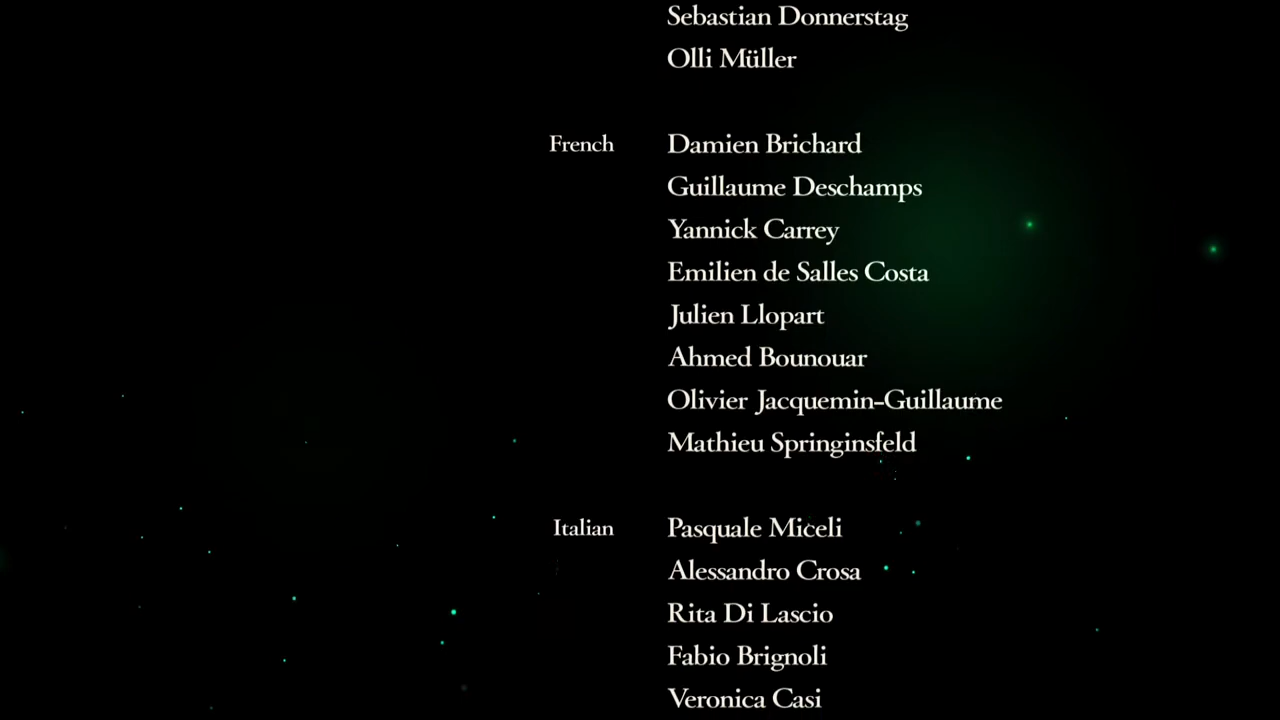 Sebastian Donnerstag
Olli Müller
French Damien Brichard
Guillaume Deschamps
Yannick Carrey
Emilien de Salles Costa
Julien Llopart
Ahmed Bounouar
Olivier Jacquemin-Guillaume
Mathieu Springinsfeld
Italian Pasquale Miceli
Alessandro Crosa
Rita Di Lascio
Fabio Brignoli
Veronica Casi